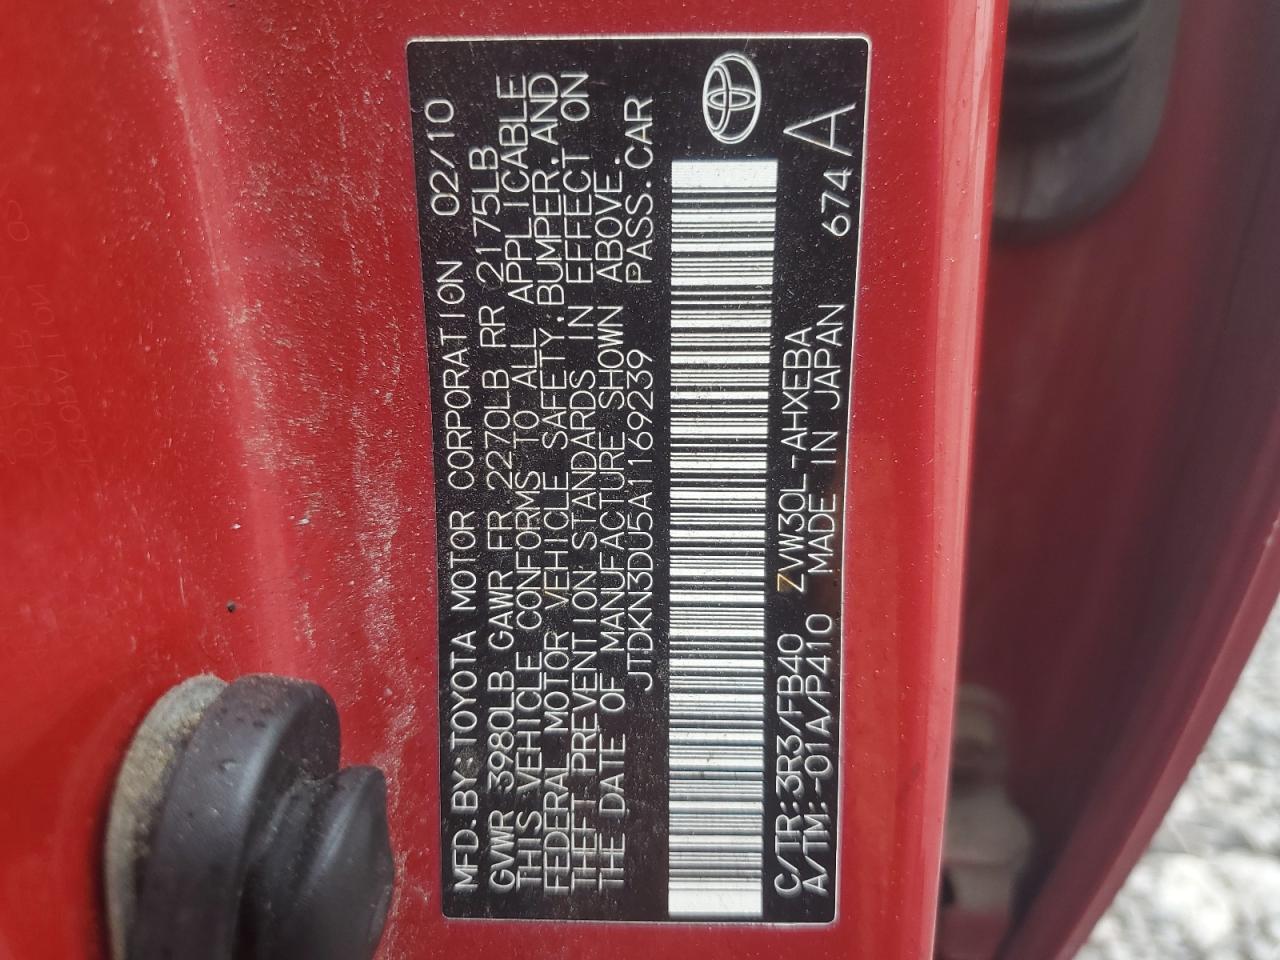 MFD.BY:TOYOTA MOTOR CORPORATION 02/10
GVWR 3980LB GAWR FR 2270LB RR 2175LB
THIS VEHICLE CONFORMS TO ALL APPLICABLE
FEDERAL MOTOR VEHICLE SAFETY,BUMPER,AND
THEFT PREVENTION STANDARDS IN EFFECT ON
THE DATE OF MANUFACTURE SHOWN ABOVE.
JTDKN3DU5A1169239 PASS.CAR
C/TR:3R3/FB40 ZVW30L-AHXEBA
A/TM:-01A/P410 MADE IN JAPAN 674 A